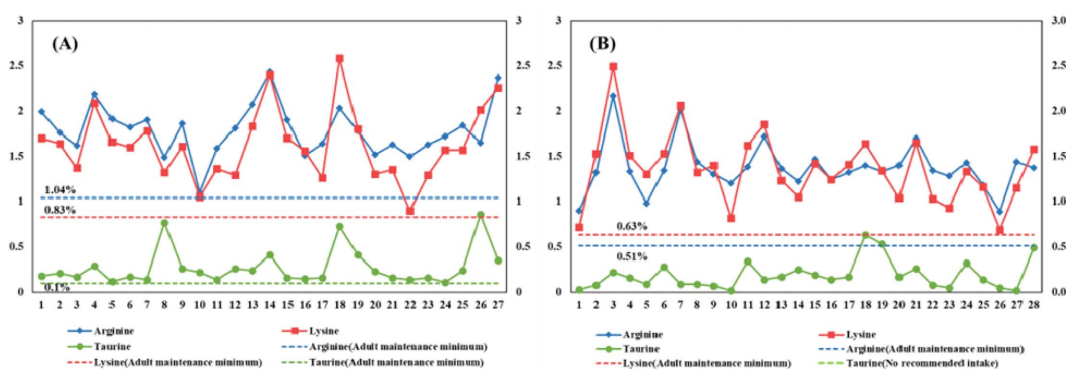 (A)
3 2.5 2 1.5 1 0.5 0
1.04%
0.83%
0.1%
3 2.5 2 1.5 1 0.5 0
1 2 3 4 5 6 7 8 9 10 11 12 13 14 15 16 17 18 19 20 21 22 23 24 25 26 27
Arginine Lysine
Taurine Arginine(Adult maintenance minimum)
Lysine(Adult maintenance minimum) Taurine(Adult maintenance minimum)
(B)
3 2.5 2 1.5 1 0.5 0
0.63%
0.51%
3.0 2.5 2.0 1.5 1.0 0.5 0.0
1 2 3 4 5 6 7 8 9 10 11 12 13 14 15 16 17 18 19 20 21 22 23 24 25 26 27 28
Arginine Lysine
Taurine Arginine(Adult maintenance minimum)
Lysine(Adult maintenance minimum) Taurine(No recommended intake)